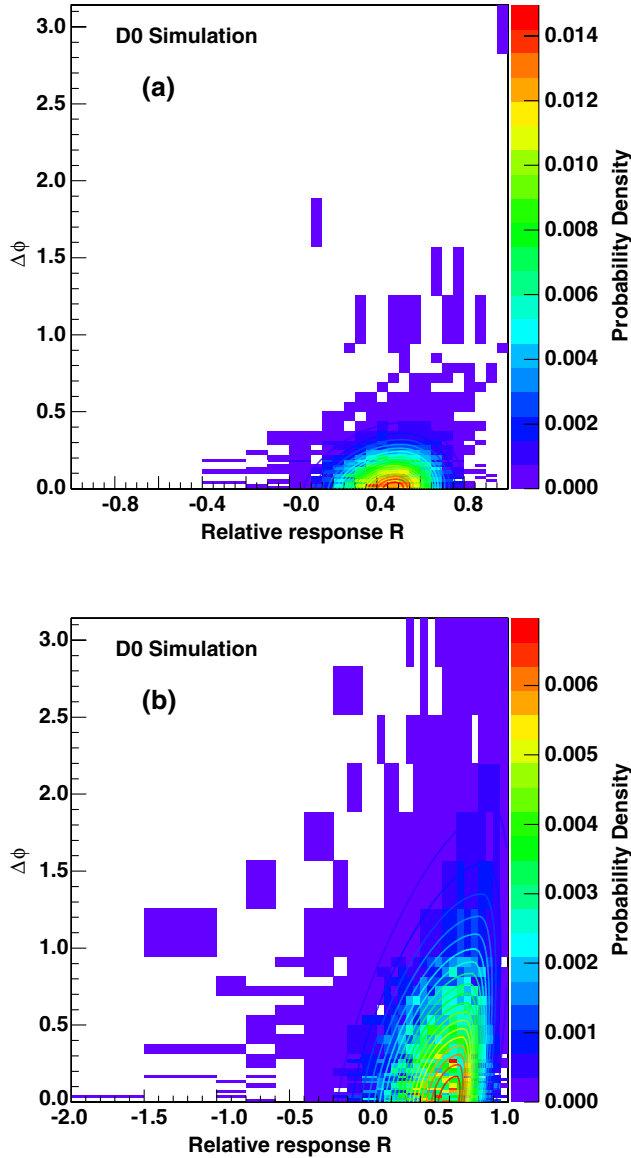 D0 Simulation
(a)
3.0
2.5
2.0
1.5
1.0
0.5
0.0
Δϕ
-0.8 -0.4 -0.0 0.4 0.8
Relative response R
0.014
0.012
0.010
0.008
0.006
0.004
0.002
0.000
Probability Density
D0 Simulation
(b)
3.0
2.5
2.0
1.5
1.0
0.5
0.0
Δϕ
-2.0 -1.5 -1.0 -0.5 0.0 0.5 1.0
Relative response R
0.006
0.005
0.004
0.003
0.002
0.001
0.000
Probability Density